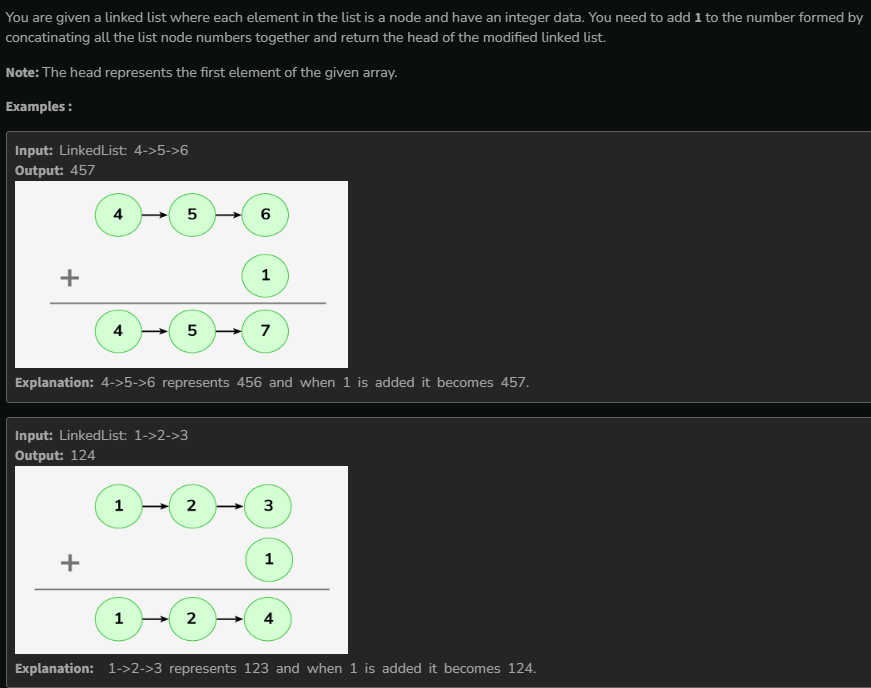 You are given a linked list where each element in the list is a node and have an integer data. You need to add 1 to the number formed by
concatinating all the list node numbers together and return the head of the modified linked list.
Note: The head represents the first element of the given array.
Examples :
Input: LinkedList: 4->5->6
Output: 457
4 5 6
+ 1
4 5 7
Explanation: 4->5->6 represents 456 and when 1 is added it becomes 457.
Input: LinkedList: 1->2->3
Output: 124
1 2 3
+ 1
1 2 4
Explanation: 1->2->3 represents 123 and when 1 is added it becomes 124.